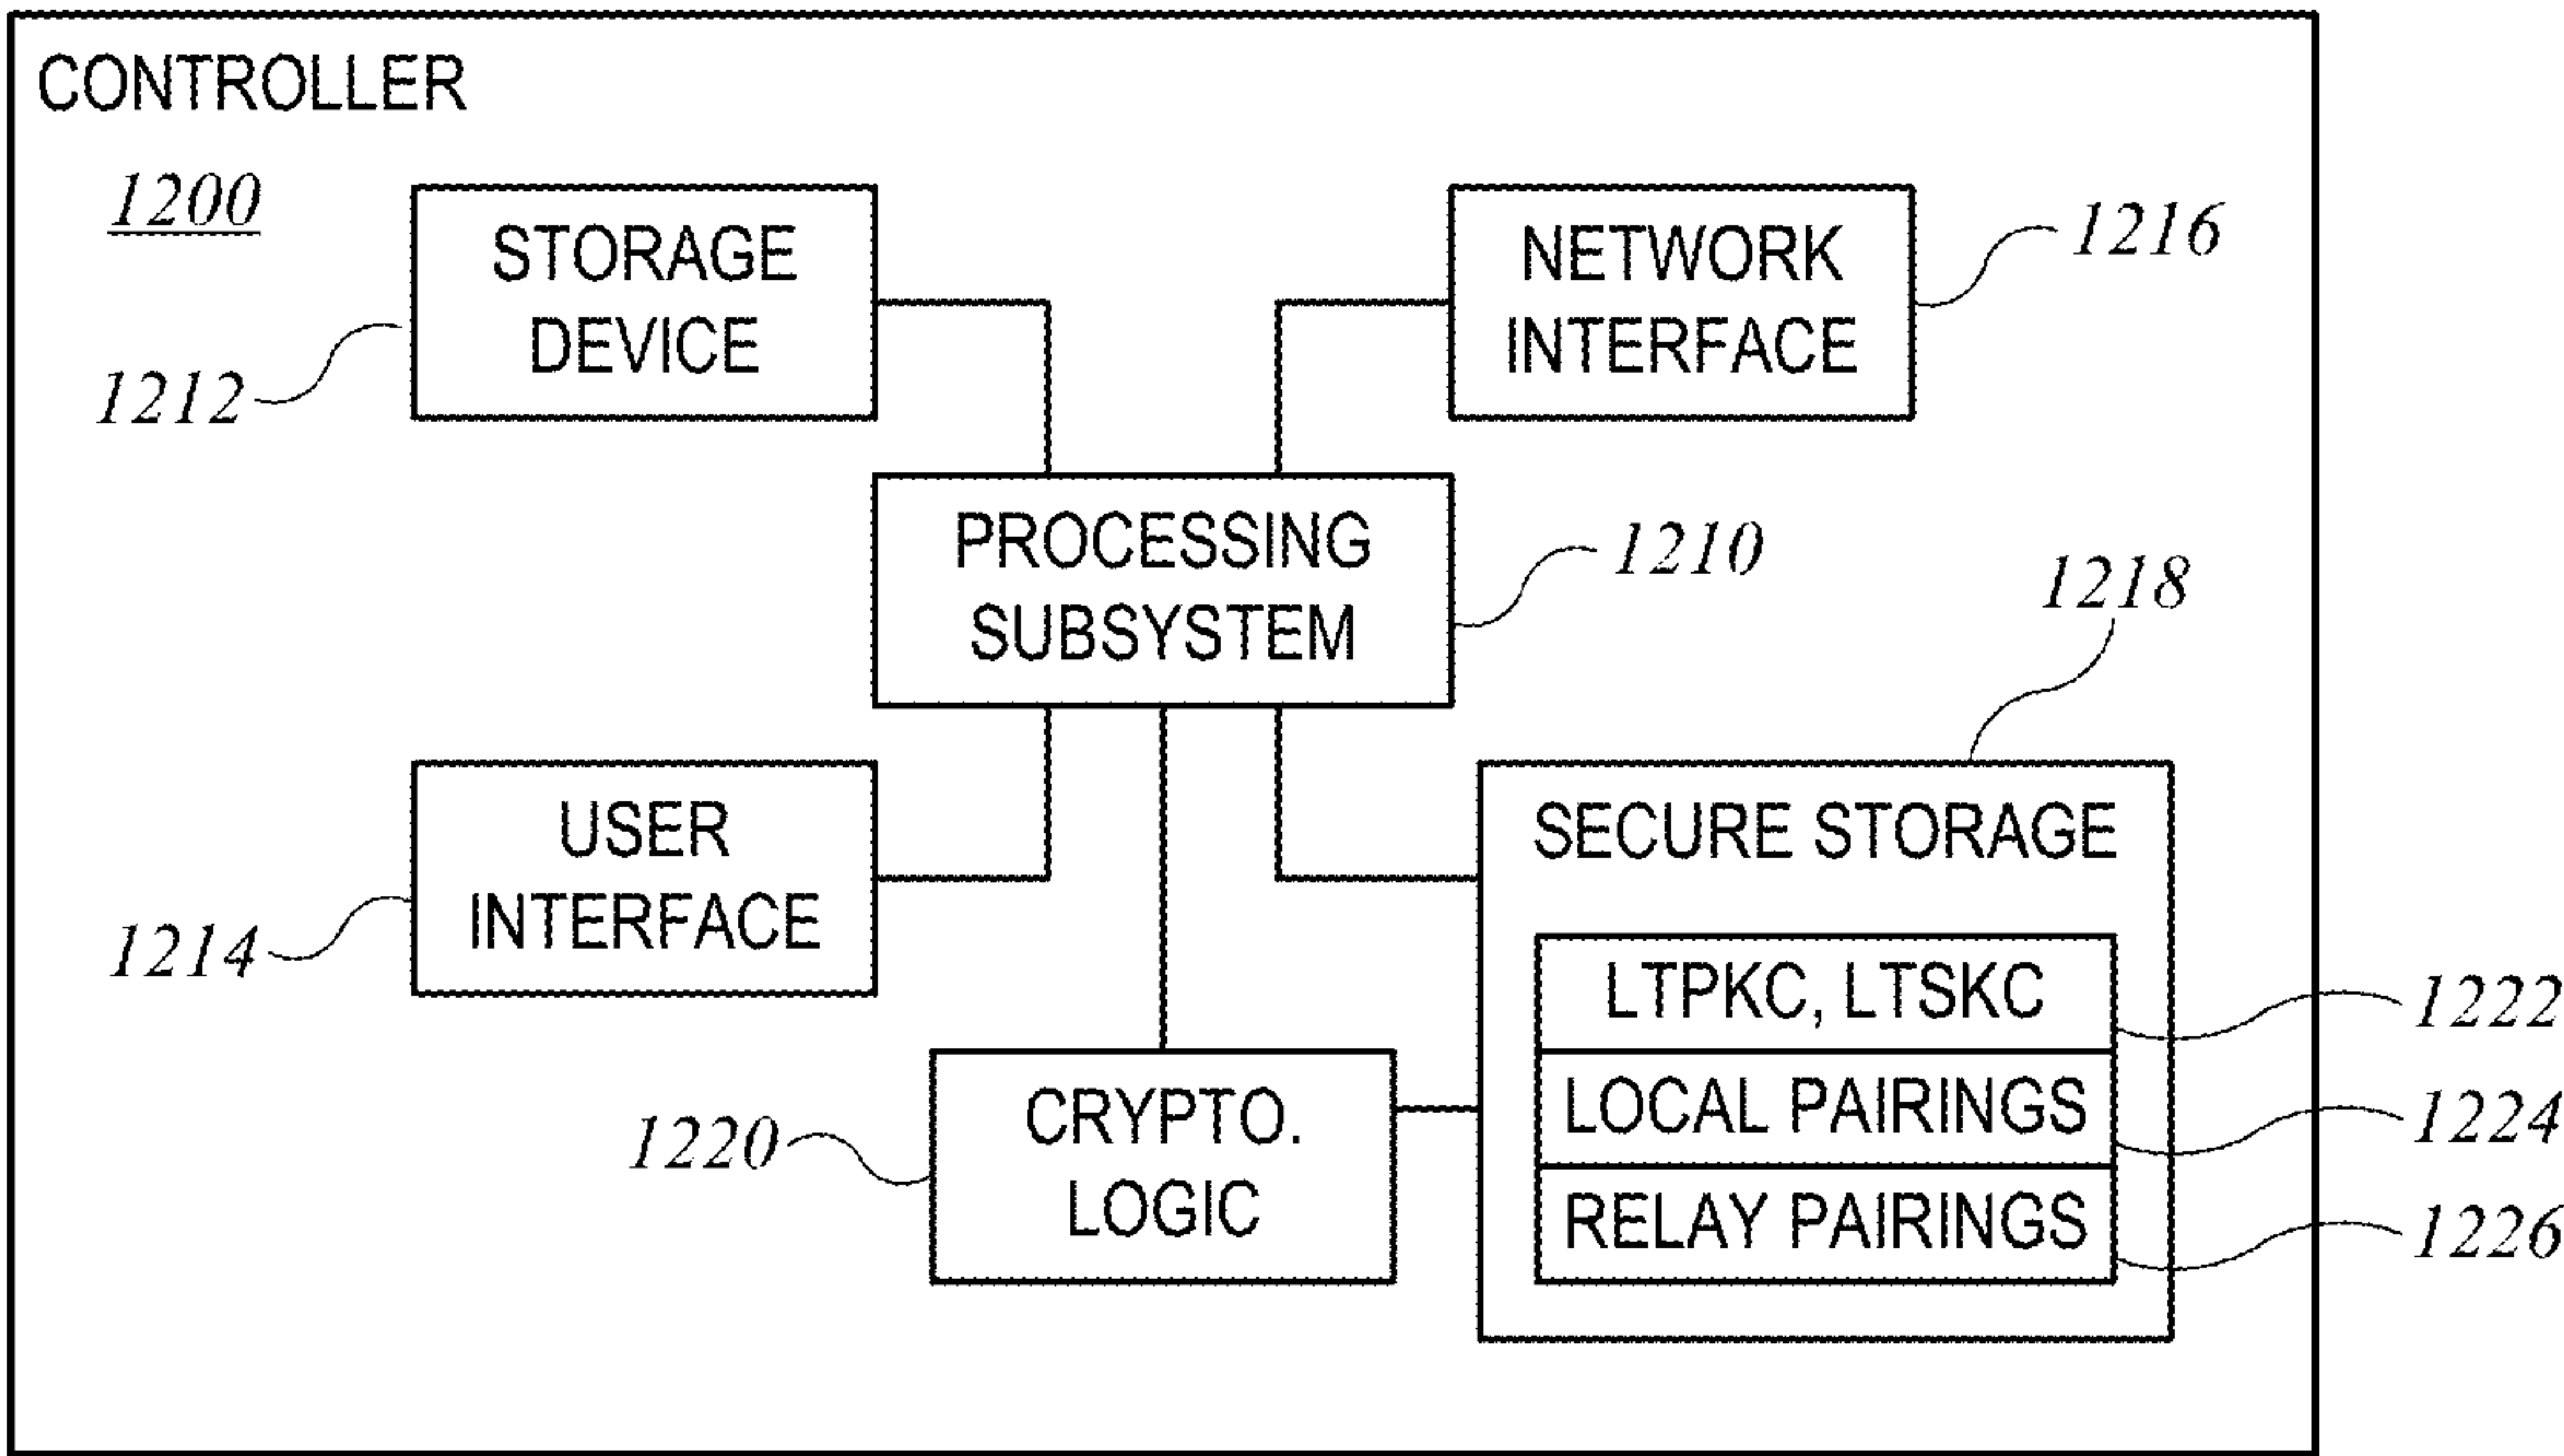 CONTROLLER
1200
STORAGE
DEVICE
1212
NETWORK
INTERFACE
1216
PROCESSING
SUBSYSTEM
1210
1218
USER
INTERFACE
1214
SECURE STORAGE
LTPKC, LTSKC
1222
LOCAL PAIRINGS
1224
RELAY PAIRINGS
1226
CRYPTO.
LOGIC
1220